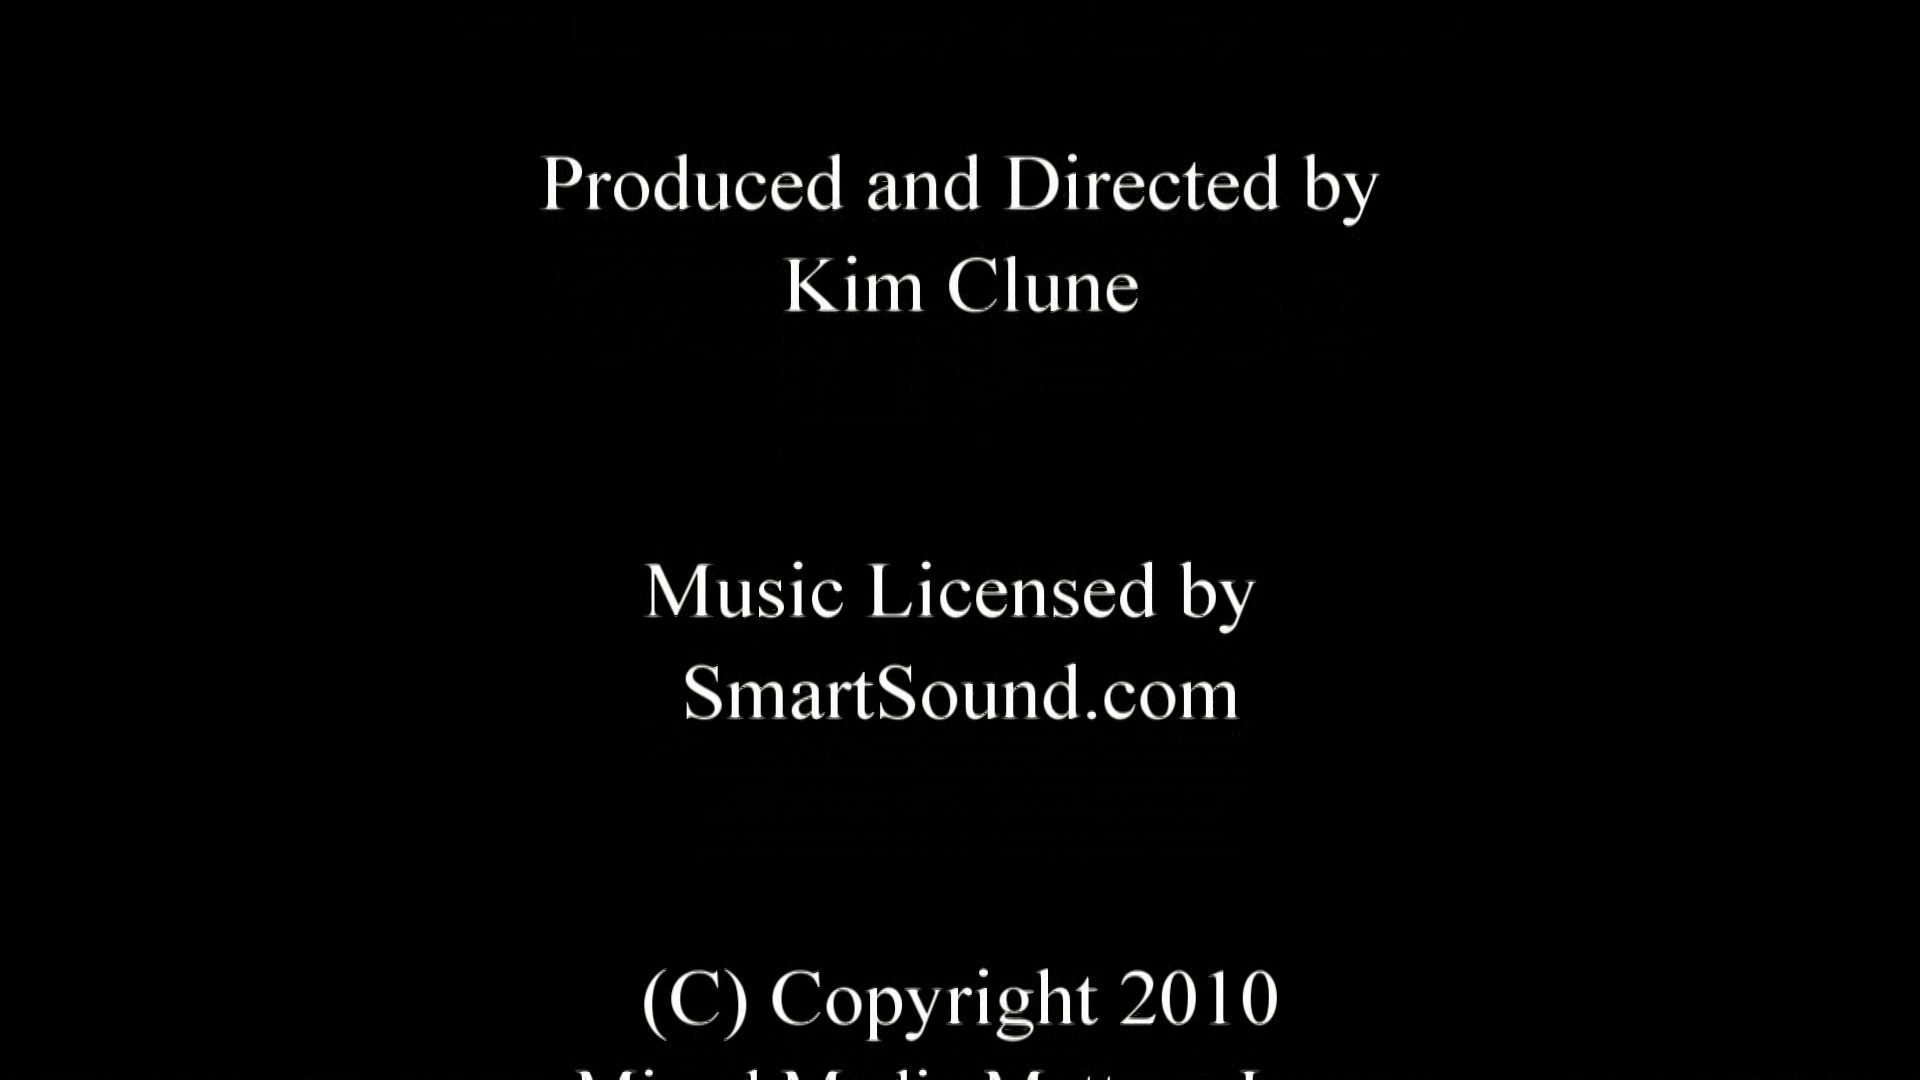 Produced and Directed by
Kim Clune
Music Licensed by
SmartSound.com
(C) Copyright 2010